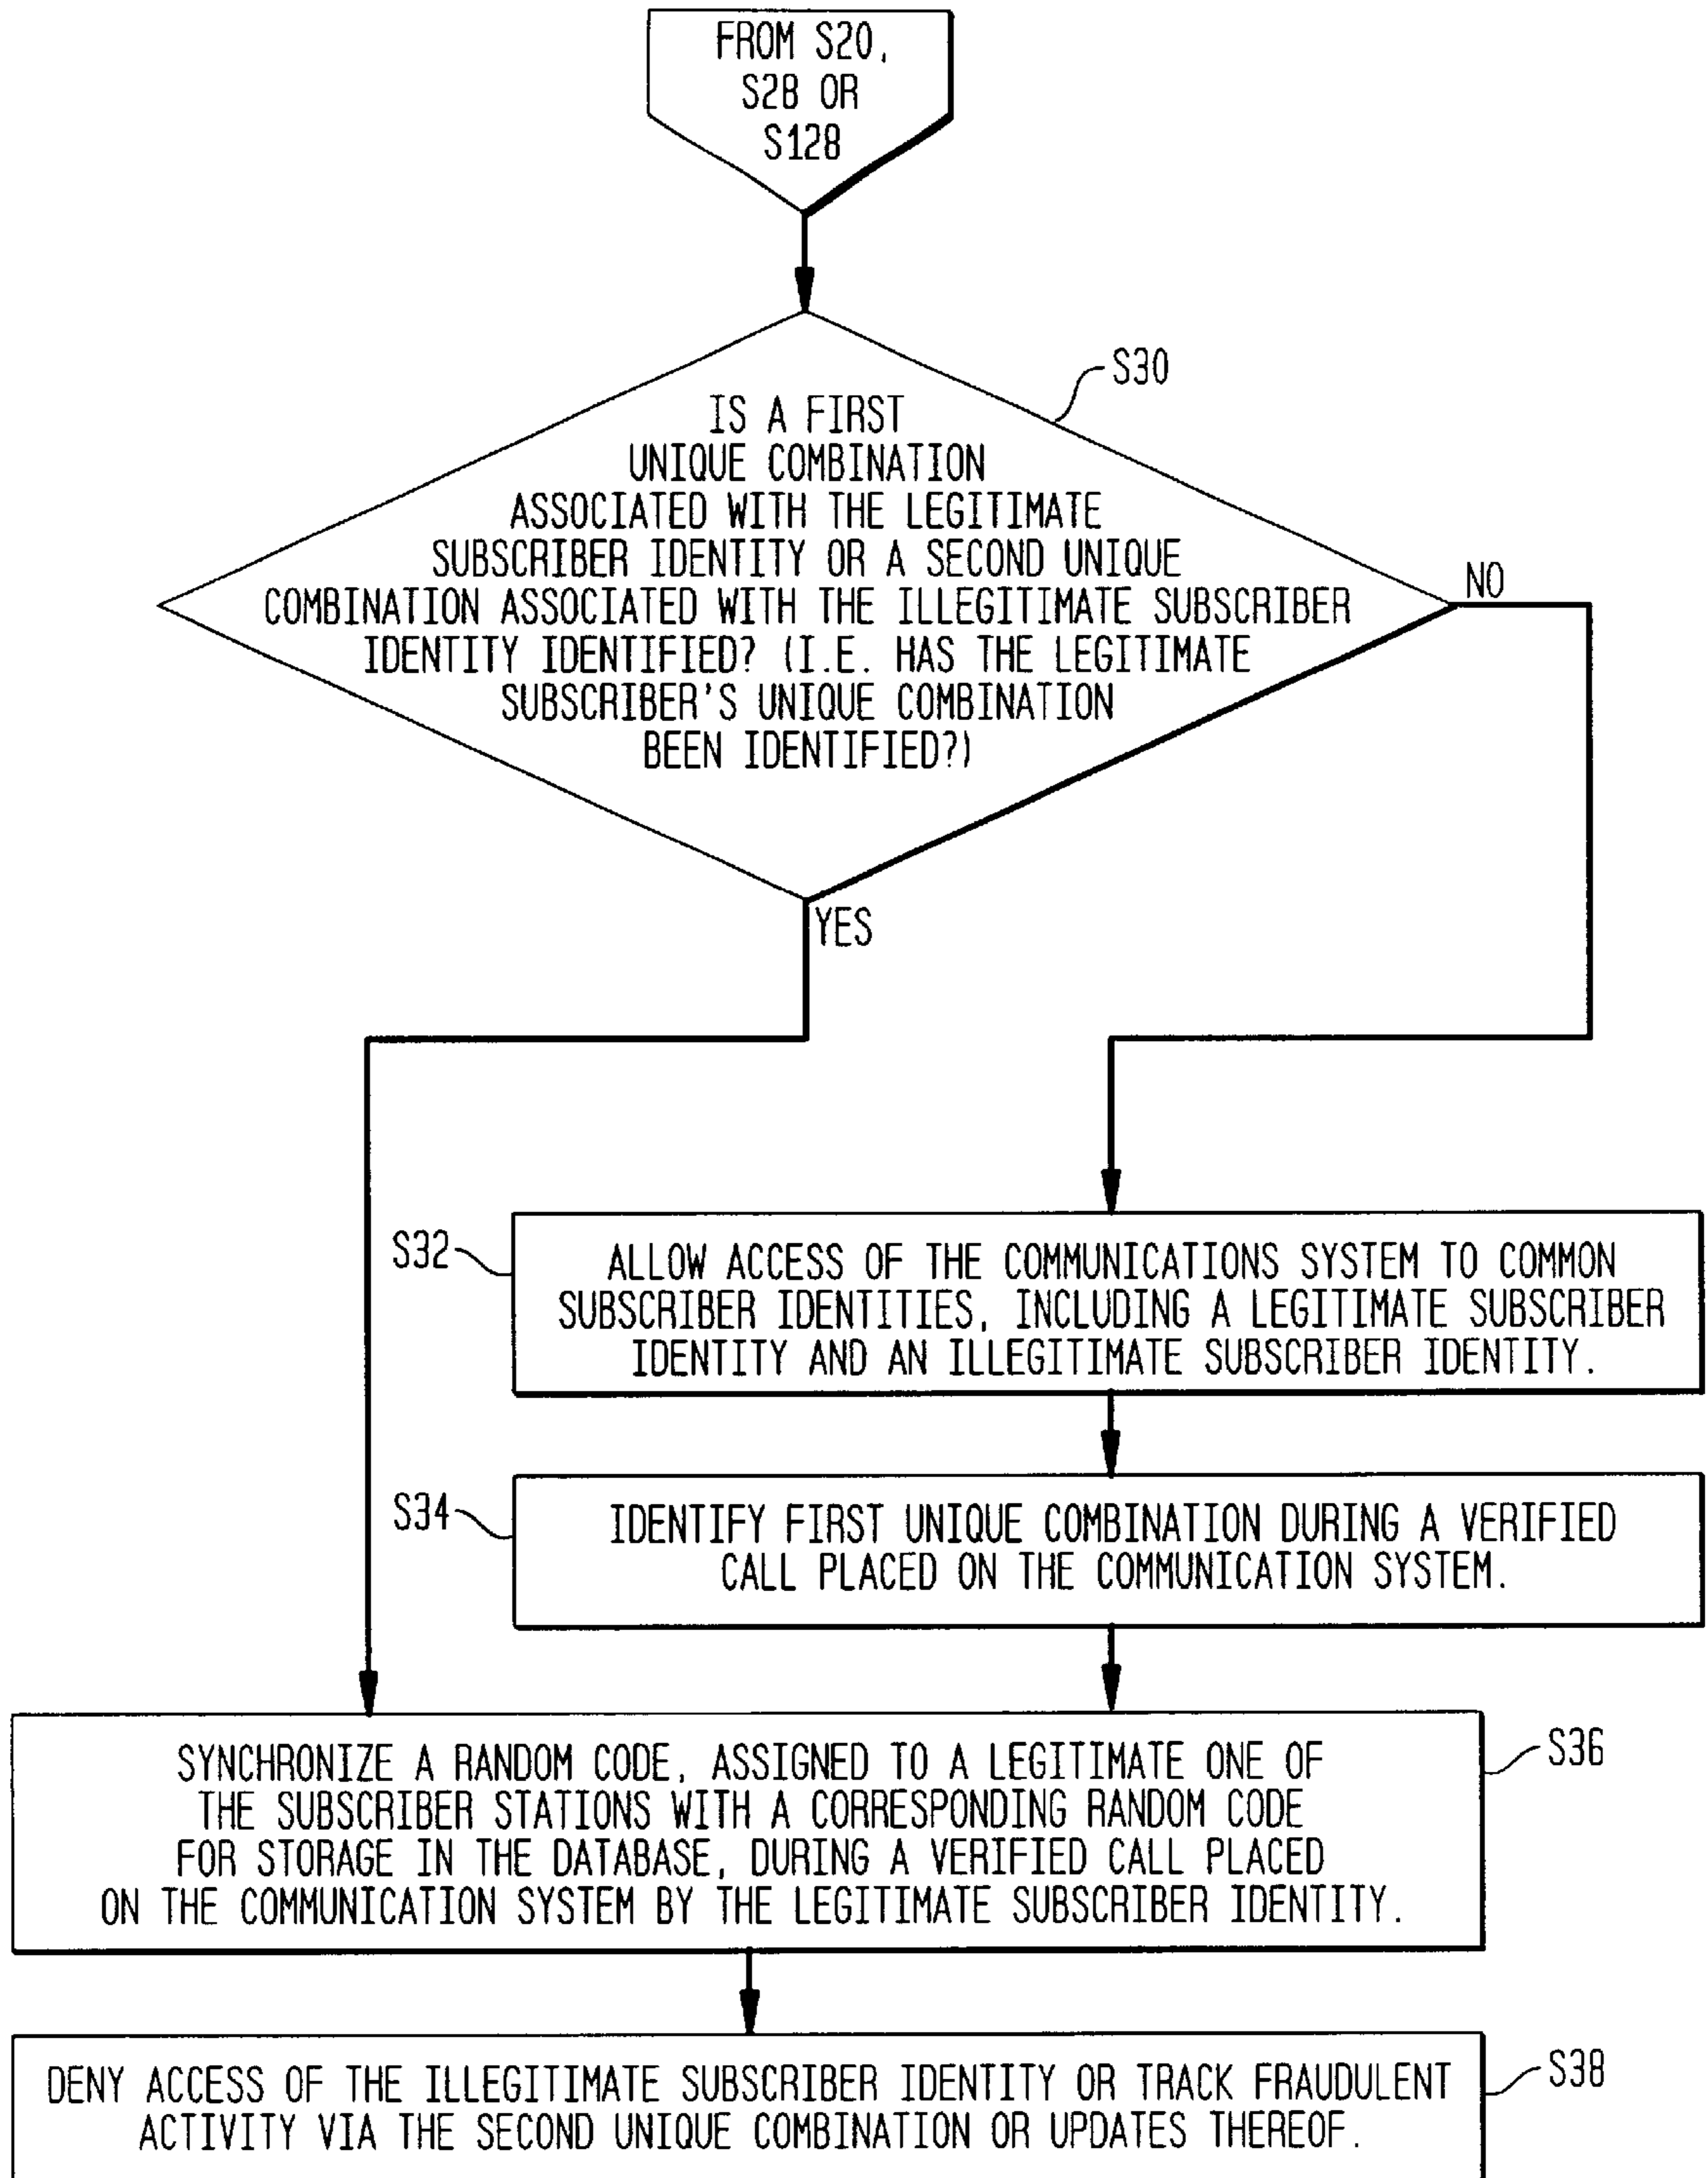 FROM S20,
S28 OR
S128
S30
IS A FIRST
UNIQUE COMBINATION
ASSOCIATED WITH THE LEGITIMATE
SUBSCRIBER IDENTITY OR A SECOND UNIQUE
COMBINATION ASSOCIATED WITH THE ILLEGITIMATE SUBSCRIBER
IDENTITY IDENTIFIED? (I.E. HAS THE LEGITIMATE
SUBSCRIBER'S UNIQUE COMBINATION
BEEN IDENTIFIED?)
NO
YES
S32
ALLOW ACCESS OF THE COMMUNICATIONS SYSTEM TO COMMON
SUBSCRIBER IDENTITIES, INCLUDING A LEGITIMATE SUBSCRIBER
IDENTITY AND AN ILLEGITIMATE SUBSCRIBER IDENTITY.
S34
IDENTIFY FIRST UNIQUE COMBINATION DURING A VERIFIED
CALL PLACED ON THE COMMUNICATION SYSTEM.
S36
SYNCHRONIZE A RANDOM CODE, ASSIGNED TO A LEGITIMATE ONE OF
THE SUBSCRIBER STATIONS WITH A CORRESPONDING RANDOM CODE
FOR STORAGE IN THE DATABASE, DURING A VERIFIED CALL PLACED
ON THE COMMUNICATION SYSTEM BY THE LEGITIMATE SUBSCRIBER IDENTITY.
S38
DENY ACCESS OF THE ILLEGITIMATE SUBSCRIBER IDENTITY OR TRACK FRAUDULENT
ACTIVITY VIA THE SECOND UNIQUE COMBINATION OR UPDATES THEREOF.